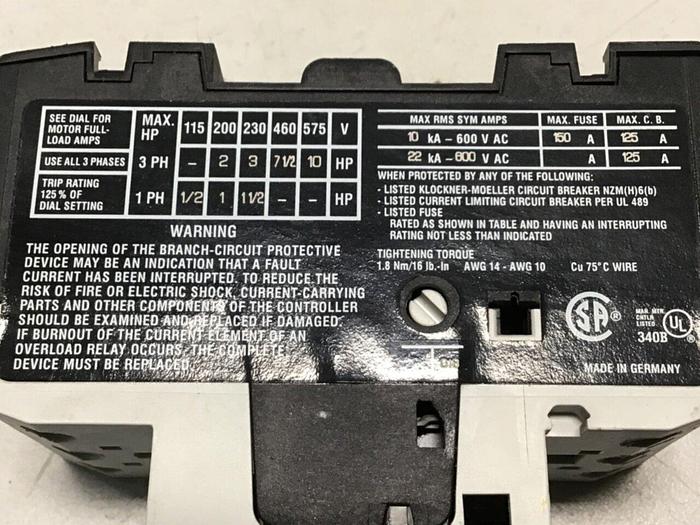 SEE DIAL FOR MOTOR FULL-LOAD AMPS MAX. HP 115 200 230 460 575 V
USE ALL 3 PHASES 3 PH – 2 3 7 1/2 10 HP
TRIP RATING 125 % OF DIAL SETTING 1 PH 1/2 1 1 1/2 – – HP
WARNING
THE OPENING OF THE BRANCH-CIRCUIT PROTECTIVE
DEVICE MAY BE AN INDICATION THAT A FAULT
CURRENT HAS BEEN INTERRUPTED. TO REDUCE THE
RISK OF FIRE OR ELECTRIC SHOCK, CURRENT-CARRYING
PARTS AND OTHER COMPONENTS OF THE CONTROLLER
SHOULD BE EXAMINED AND REPLACED IF DAMAGED.
IF BURNOUT OF THE CURRENT ELEMENT OF AN
OVERLOAD RELAY OCCURS, THE COMPLETE
DEVICE MUST BE REPLACED.
MAX RMS SYM AMPS MAX. FUSE MAX. C. B.
10 kA – 600 V AC 150 A 125 A
22 kA – 600 V AC A 125 A
WHEN PROTECTED BY ANY OF THE FOLLOWING:
- LISTED KLOCKNER-MOELLER CIRCUIT BREAKER NZM(H)6(b)
- LISTED CURRENT LIMITING CIRCUIT BREAKER PER UL 489
- LISTED FUSE
RATED AS SHOWN IN TABLE AND HAVING AN INTERRUPTING
RATING NOT LESS THAN INDICATED
TIGHTENING TORQUE
1.8 Nm/16 lb.-in AWG 14 - AWG 10 Cu 75°C WIRE
SA
MAN. MTR.
CNTLR
LISTED
340B
UL
MADE IN GERMANY